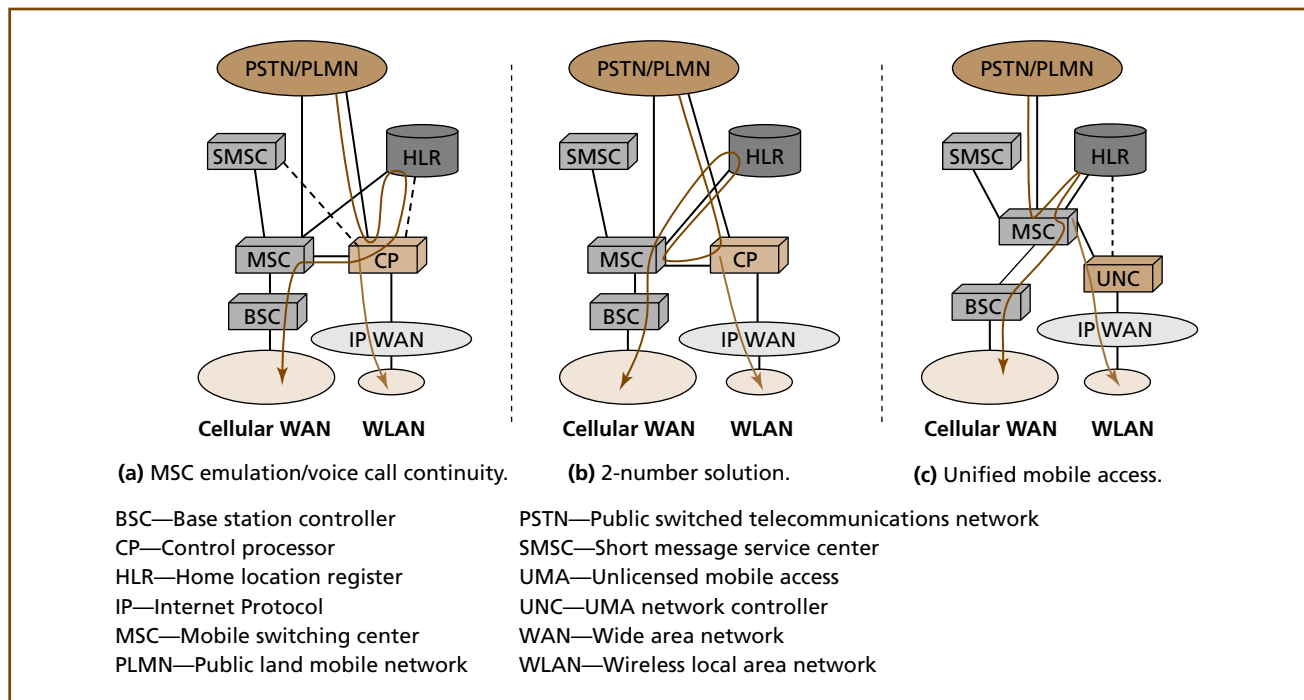 PSTN/PLMN
SMSC
HLR
MSC
CP
BSC
IP WAN
Cellular WAN
WLAN
(a) MSC emulation/voice call continuity.
PSTN/PLMN
SMSC
HLR
MSC
CP
BSC
IP WAN
Cellular WAN
WLAN
(b) 2-number solution.
PSTN/PLMN
SMSC
HLR
MSC
UNC
BSC
IP WAN
Cellular WAN
WLAN
(c) Unified mobile access.
BSC—Base station controller
CP—Control processor
HLR—Home location register
IP—Internet Protocol
MSC—Mobile switching center
PLMN—Public land mobile network
PSTN—Public switched telecommunications network
SMSC—Short message service center
UMA—Unlicensed mobile access
UNC—UMA network controller
WAN—Wide area network
WLAN—Wireless local area network